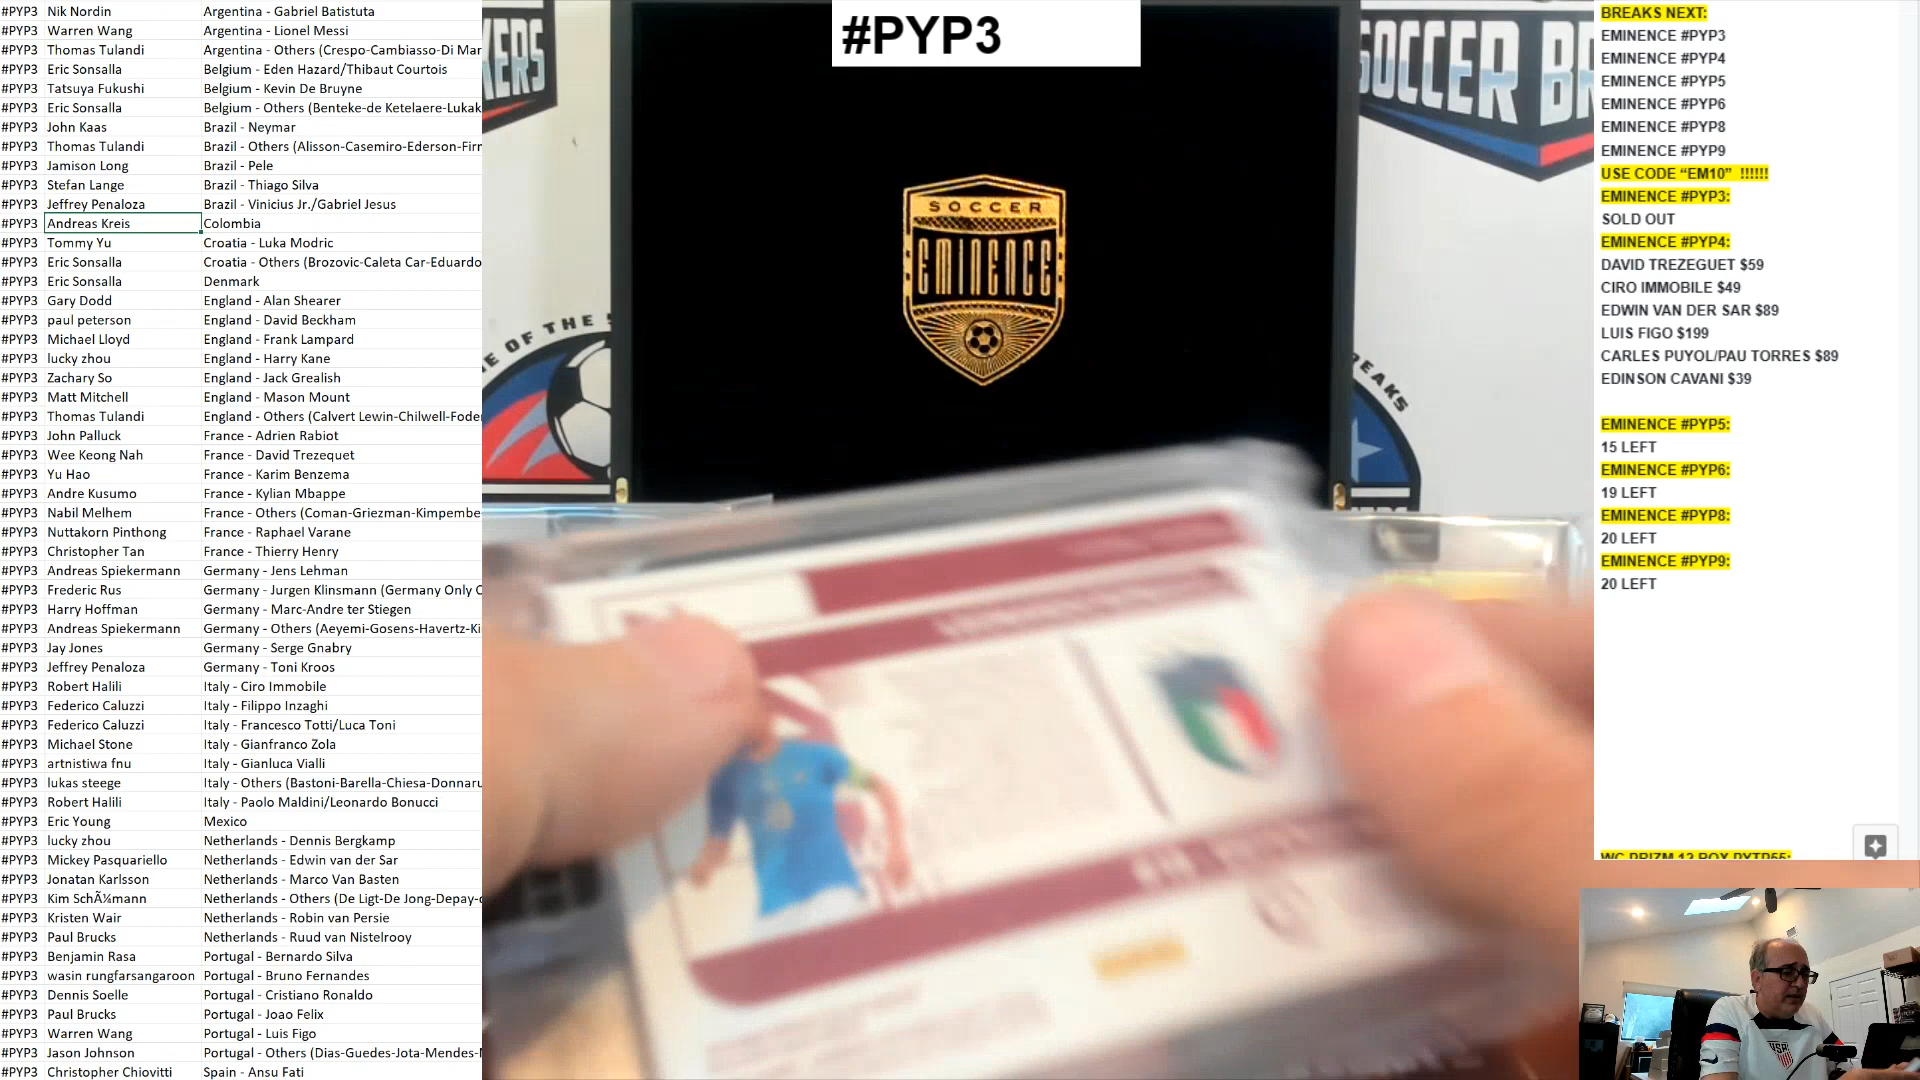 #PYP3 Nik Nordin Argentina - Gabriel Batistuta
#PYP3 Warren Wang Argentina - Lionel Messi
#PYP3 Thomas Tulandi Argentina - Others (Crespo-Cambiasso-Di Mar
#PYP3 Eric Sonsalla Belgium - Eden Hazard/Thibaut Courtois
#PYP3 Tatsuya Fukushi Belgium - Kevin De Bruyne
#PYP3 Eric Sonsalla Belgium - Others (Benteke-de Ketelaere-Lukak
#PYP3 John Kaas Brazil - Neymar
#PYP3 Thomas Tulandi Brazil - Others (Alisson-Casemiro-Ederson-Firr
#PYP3 Jamison Long Brazil - Pele
#PYP3 Stefan Lange Brazil - Thiago Silva
#PYP3 Jeffrey Penaloza Brazil - Vinicius Jr./Gabriel Jesus
#PYP3 Andreas Kreis Colombia
#PYP3 Tommy Yu Croatia - Luka Modric
#PYP3 Eric Sonsalla Croatia - Others (Brozovic-Caleta Car-Eduardo
#PYP3 Eric Sonsalla Denmark
#PYP3 Gary Dodd England - Alan Shearer
#PYP3 paul peterson England - David Beckham
#PYP3 Michael Lloyd England - Frank Lampard
#PYP3 lucky zhou England - Harry Kane
#PYP3 Zachary So England - Jack Grealish
#PYP3 Matt Mitchell England - Mason Mount
#PYP3 Thomas Tulandi England - Others (Calvert Lewin-Chilwell-Fode
#PYP3 John Palluck France - Adrien Rabiot
#PYP3 Wee Keong Nah France - David Trezequet
#PYP3 Yu Hao France - Karim Benzema
#PYP3 Andre Kusumo France - Kylian Mbappe
#PYP3 Nabil Melhem France - Others (Coman-Griezman-Kimpembe
#PYP3 Nuttakorn Pinthong France - Raphael Varane
#PYP3 Christopher Tan France - Thierry Henry
#PYP3 Andreas Spiekermann Germany - Jens Lehman
#PYP3 Frederic Rus Germany - Jurgen Klinsmann (Germany Only C
#PYP3 Harry Hoffman Germany - Marc-Andre ter Stiegen
#PYP3 Andreas Spiekermann Germany - Others (Aeyemi-Gosens-Havertz-Ki
#PYP3 Jay Jones Germany - Serge Gnabry
#PYP3 Jeffrey Penaloza Germany - Toni Kroos
#PYP3 Robert Halili Italy - Ciro Immobile
#PYP3 Federico Caluzzi Italy - Filippo Inzaghi
#PYP3 Federico Caluzzi Italy - Francesco Totti/Luca Toni
#PYP3 Michael Stone Italy - Gianfranco Zola
#PYP3 artnistiwa fnu Italy - Gianluca Vialli
#PYP3 lukas steege Italy - Others (Bastoni-Barella-Chiesa-Donnaru
#PYP3 Robert Halili Italy - Paolo Maldini/Leonardo Bonucci
#PYP3 Eric Young Mexico
#PYP3 lucky zhou Netherlands - Dennis Bergkamp
#PYP3 Mickey Pasquariello Netherlands - Edwin van der Sar
#PYP3 Jonatan Karlsson Netherlands - Marco Van Basten
#PYP3 Kim SchÃ¼mann Netherlands - Others (De Ligt-De Jong-Depay-
#PYP3 Kristen Wair Netherlands - Robin van Persie
#PYP3 Paul Brucks Netherlands - Ruud van Nistelrooy
#PYP3 Benjamin Rasa Portugal - Bernardo Silva
#PYP3 wasin rungfarsangaroon Portugal - Bruno Fernandes
#PYP3 Dennis Soelle Portugal - Cristiano Ronaldo
#PYP3 Paul Brucks Portugal - Joao Felix
#PYP3 Warren Wang Portugal - Luis Figo
#PYP3 Jason Johnson Portugal - Others (Dias-Guedes-Jota-Mendes-
#PYP3 Christopher Chiovitti Spain - Ansu Fati
#PYP3
KERS
SOCCER BR
SOCCER
EMINENCE
E OF THE
REAKS
BREAKS NEXT:
EMINENCE #PYP3
EMINENCE #PYP4
EMINENCE #PYP5
EMINENCE #PYP6
EMINENCE #PYP8
EMINENCE #PYP9
USE CODE “EM10” !!!!!!
EMINENCE #PYP3:
SOLD OUT
EMINENCE #PYP4:
DAVID TREZEGUET $59
CIRO IMMOBILE $49
EDWIN VAN DER SAR $89
LUIS FIGO $199
CARLES PUYOL/PAU TORRES $89
EDINSON CAVANI $39
EMINENCE #PYP5:
15 LEFT
EMINENCE #PYP6:
19 LEFT
EMINENCE #PYP8:
20 LEFT
EMINENCE #PYP9:
20 LEFT
WC PRIZM 12 BOX PYTP55:
USA